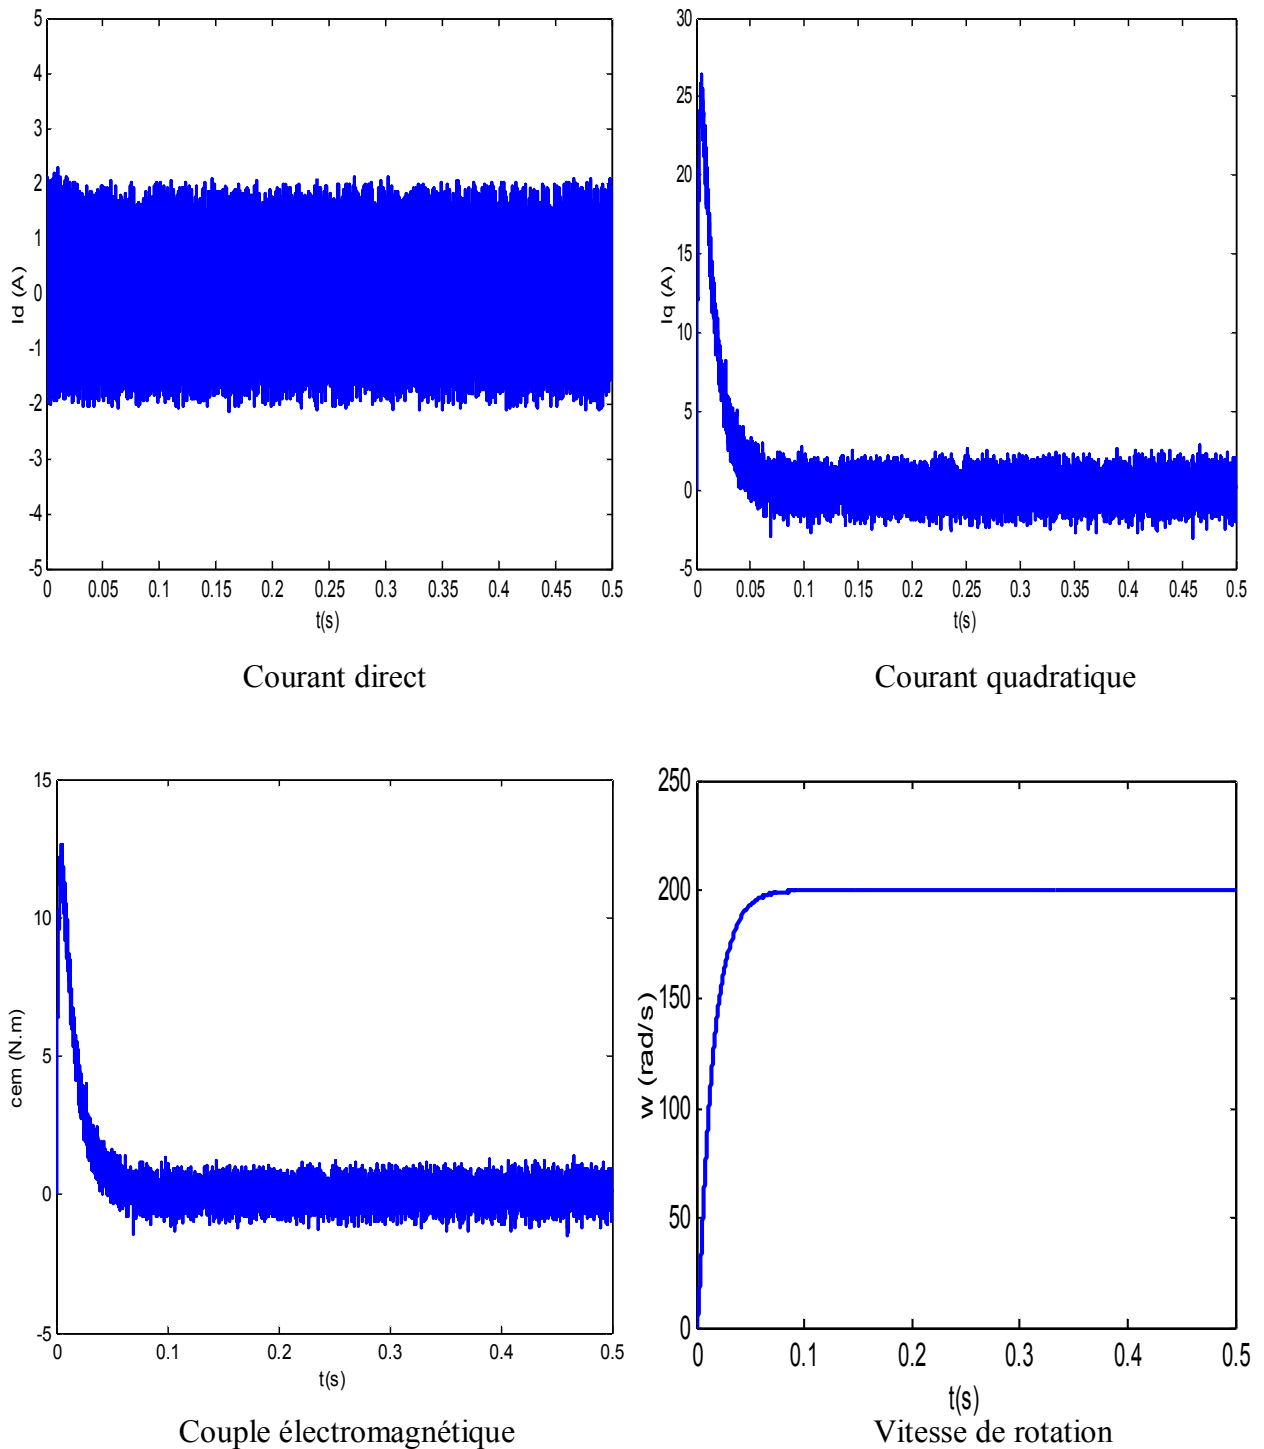 5
4
3
2
1
0
-1
-2
-3
-4
-5
Id (A)
0 0.05 0.1 0.15 0.2 0.25 0.3 0.35 0.4 0.45 0.5
t(s)
Courant direct
30
25
20
15
10
5
0
-5
Iq (A)
0 0.05 0.1 0.15 0.2 0.25 0.3 0.35 0.4 0.45 0.5
t(s)
Courant quadratique
15
10
5
0
-5
cem (N.m)
0 0.1 0.2 0.3 0.4 0.5
t(s)
Couple électromagnétique
250
200
150
100
50
0
w (rad/s)
0 0.1 0.2 0.3 0.4 0.5
t(s)
Vitesse de rotation